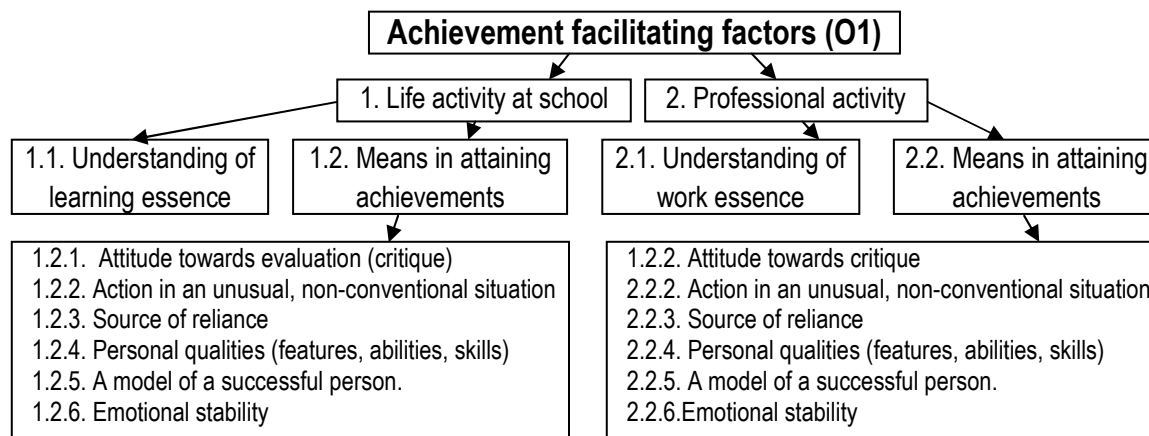 Achievement facilitating factors (O1)
1. Life activity at school
2. Professional activity
1.1. Understanding of
learning essence
1.2. Means in attaining
achievements
2.1. Understanding of
work essence
2.2. Means in attaining
achievements
1.2.1. Attitude towards evaluation (critique)
1.2.2. Action in an unusual, non-conventional situation
1.2.3. Source of reliance
1.2.4. Personal qualities (features, abilities, skills)
1.2.5. A model of a successful person.
1.2.6. Emotional stability
1.2.2. Attitude towards critique
2.2.2. Action in an unusual, non-conventional situation
2.2.3. Source of reliance
2.2.4. Personal qualities (features, abilities, skills)
2.2.5. A model of a successful person.
2.2.6.Emotional stability